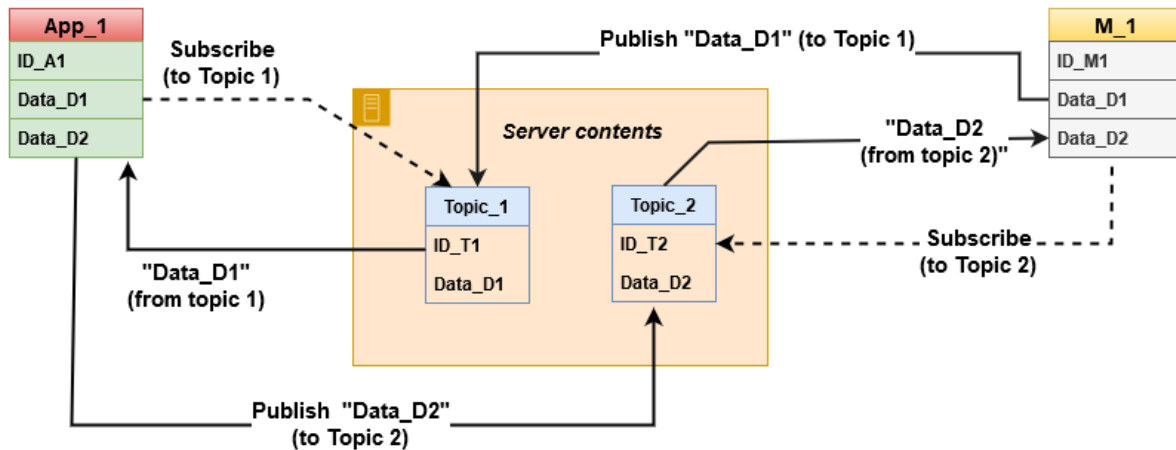 App_1
ID_A1
Data_D1
Data_D2
Subscribe
(to Topic 1)
Publish "Data_D1" (to Topic 1)
M_1
ID_M1
Data_D1
Data_D2
Server contents
"Data_D2
(from topic 2)"
Topic_1
ID_T1
Data_D1
Topic_2
ID_T2
Data_D2
Subscribe
(to Topic 2)
"Data_D1"
(from topic 1)
Publish "Data_D2"
(to Topic 2)